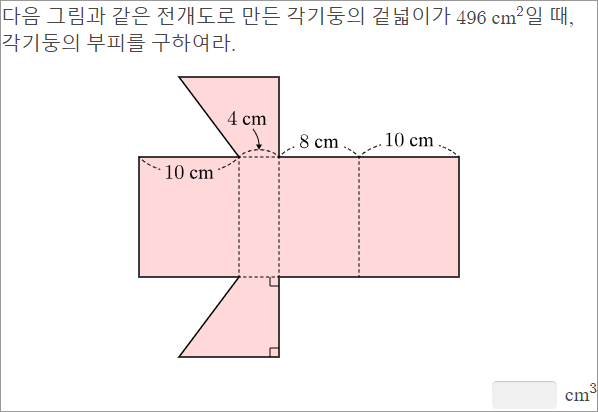 다음 그림과 같은 전개도로 만든 각기둥의 겉넓이가 496 cm²일 때,
각기둥의 부피를 구하여라.
4 cm
8 cm
10 cm
10 cm
cm³